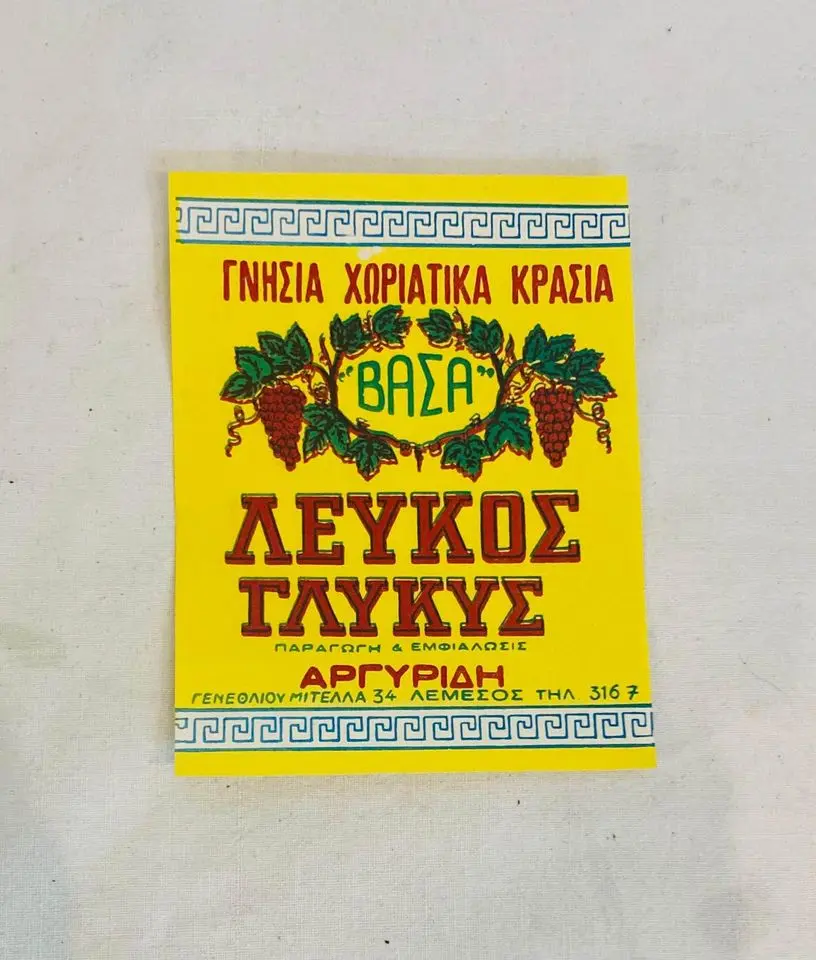 ΓΝΗΣΙΑ ΧΩΡΙΑΤΙΚΑ ΚΡΑΣΙΑ
"ΒΑΣΑ"
ΛΕΥΚΟΣ
ΓΛΥΚΥΣ
ΠΑΡΑΓΩΓΗ & ΕΜΦΙΑΛΩΣΙΣ
ΑΡΓΥΡΙΔΗ
ΓΕΝΕΘΛΙΟΥ ΜΙΤΕΛΛΑ 34 ΛΕΜΕΣΟΣ ΤΗΛ. 3167